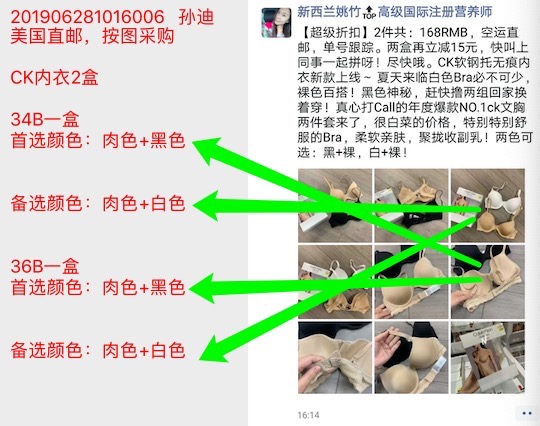 201906281016006 孙迪
美国直邮，按图采购
CK内衣2盒
34B一盒
首选颜色：肉色+黑色
备选颜色：肉色+白色
36B一盒
首选颜色：肉色+黑色
备选颜色：肉色+白色
新西兰姚竹🔝高级国际注册营养师
【超级折扣】2件共：168RMB，空运直
邮，单号跟踪。两盒再立减15元，快叫上
同事一起拼呀！尽快哦。CK软钢托无痕内
衣新款上线～ 夏天来临白色Bra必不可少，
裸色百搭！黑色神秘，赶快撸两组回家换
着穿！真心打Call的年度爆款NO.1ck文胸
两件套来了，很白菜的价格，特别特别舒
服的Bra，柔软亲肤，聚拢收副乳！两色可
选：黑+裸，白+裸！
16:14